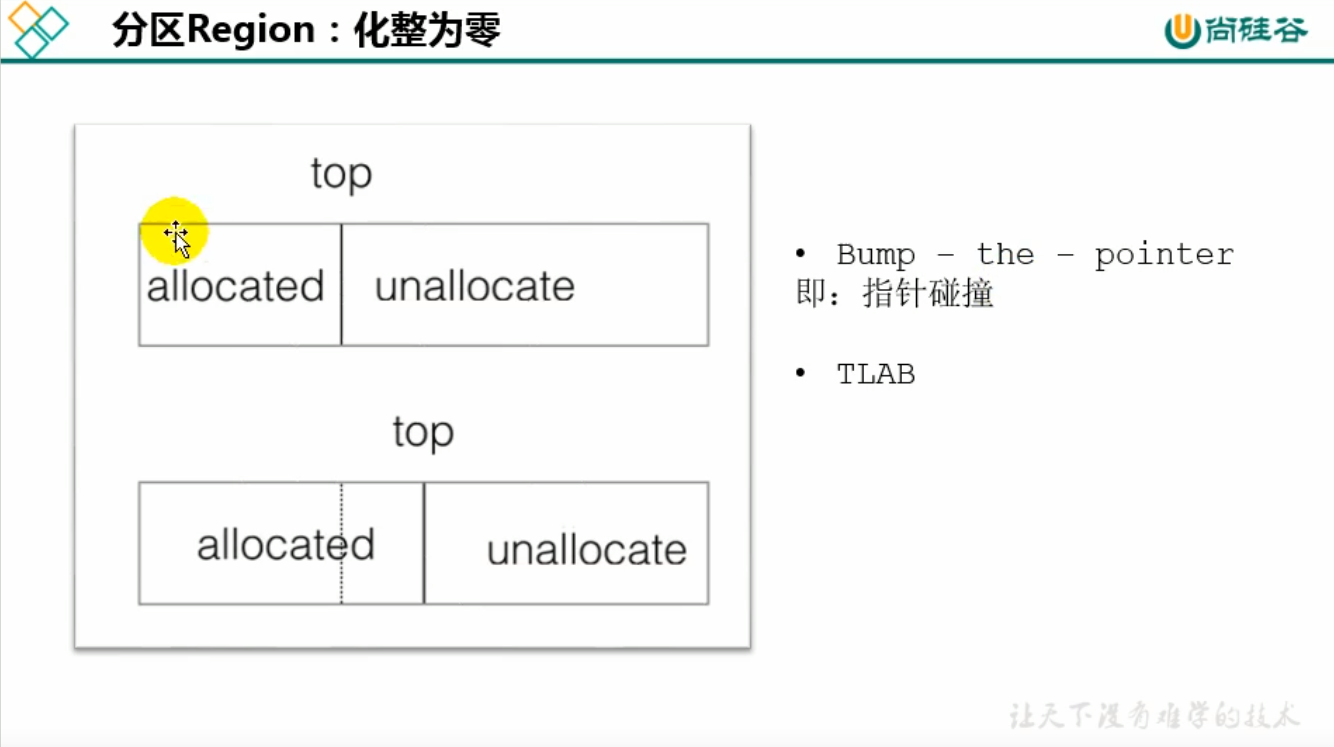 分区Region：化整为零
尚硅谷
top
allocated
unallocate
top
allocated
unallocate
• Bump - the - pointer
即：指针碰撞
• TLAB
让天下没有难学的技术